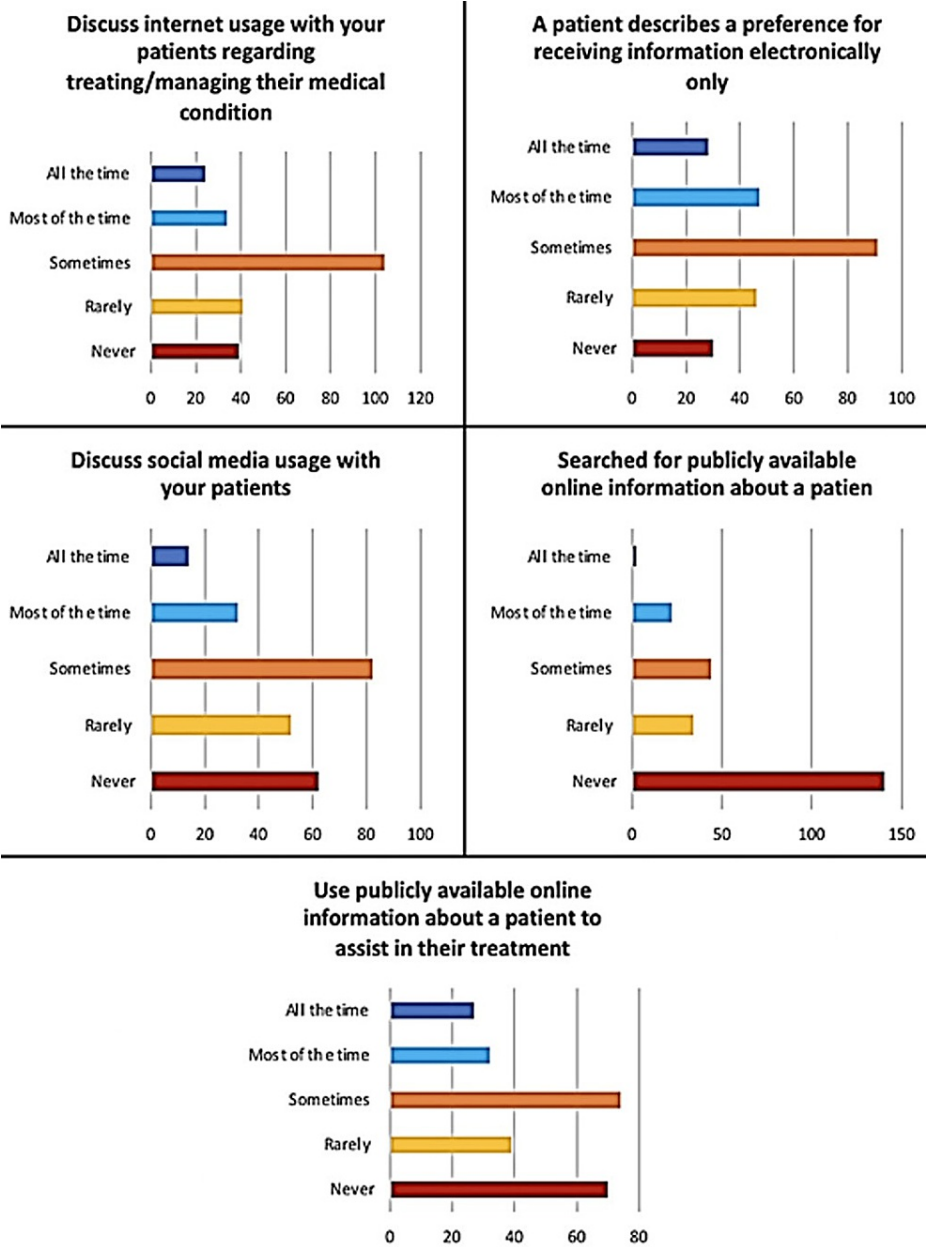 Discuss internet usage with your
patients regarding
treating/managing their medical
condition
All the time
Most of the time
Sometimes
Rarely
Never
0 20 40 60 80 100 120
A patient describes a preference for
receiving information electronically
only
All the time
Most of the time
Sometimes
Rarely
Never
0 20 40 60 80 100
Discuss social media usage with
your patients
All the time
Most of the time
Sometimes
Rarely
Never
0 20 40 60 80 100
Searched for publicly available
online information about a patien
All the time
Most of the time
Sometimes
Rarely
Never
0 50 100 150
Use publicly available online
information about a patient to
assist in their treatment
All the time
Most of the time
Sometimes
Rarely
Never
0 20 40 60 80